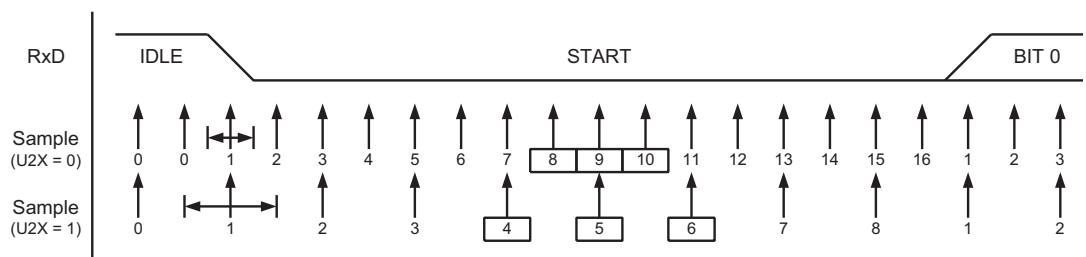 RxD IDLE START BIT 0
Sample
(U2X = 0)
0 0 1 2 3 4 5 6 7 8 9 10 11 12 13 14 15 16 1 2 3
Sample
(U2X = 1)
0 1 2 3 4 5 6 7 8 1 2